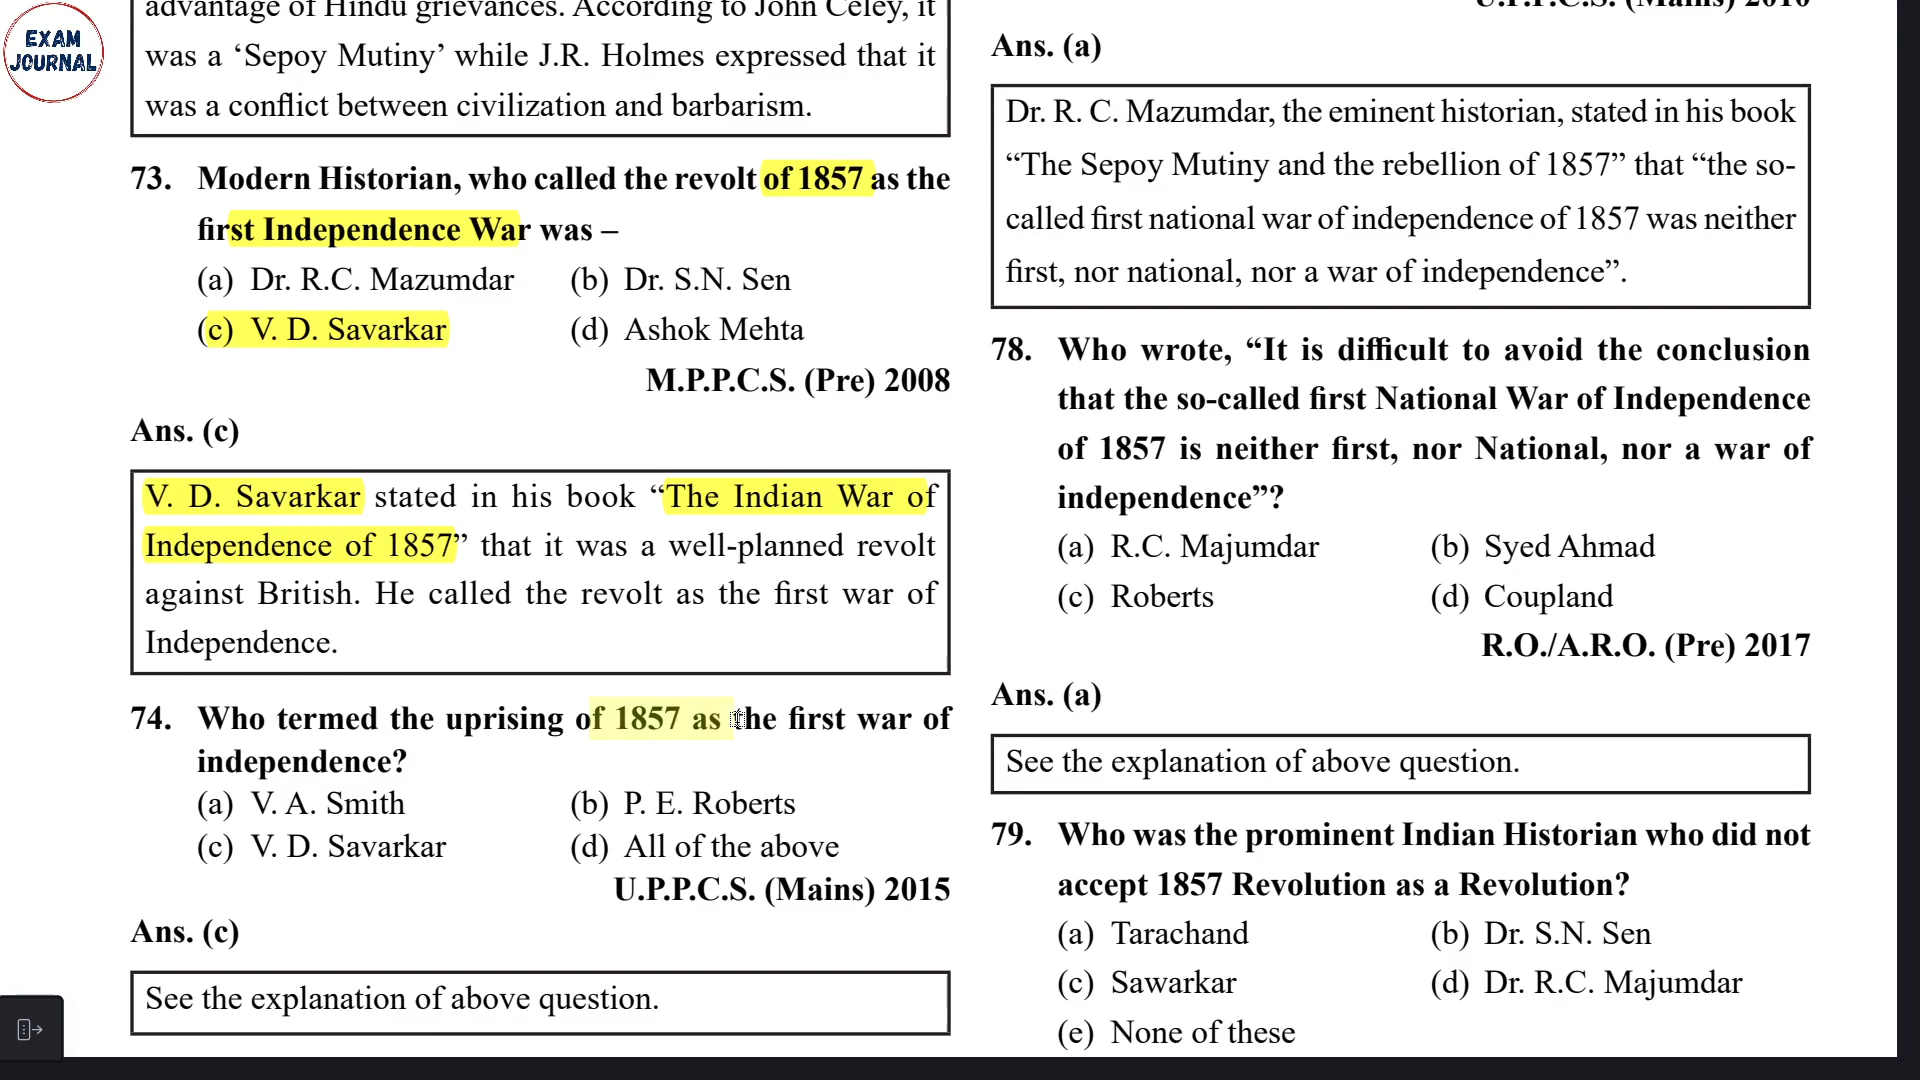 EXAM
JOURNAL
advantage of Hindu grievances. According to John Celey, it
was a ‘Sepoy Mutiny’ while J.R. Holmes expressed that it
was a conflict between civilization and barbarism.
73. Modern Historian, who called the revolt of 1857 as the
first Independence War was –
(a) Dr. R.C. Mazumdar (b) Dr. S.N. Sen
(c) V. D. Savarkar (d) Ashok Mehta
M.P.P.C.S. (Pre) 2008
Ans. (c)
V. D. Savarkar stated in his book “The Indian War of
Independence of 1857” that it was a well-planned revolt
against British. He called the revolt as the first war of
Independence.
74. Who termed the uprising of 1857 as the first war of
independence?
(a) V. A. Smith (b) P. E. Roberts
(c) V. D. Savarkar (d) All of the above
U.P.P.C.S. (Mains) 2015
Ans. (c)
See the explanation of above question.
U.P.P.C.S. (Mains) 2010
Ans. (a)
Dr. R. C. Mazumdar, the eminent historian, stated in his book
“The Sepoy Mutiny and the rebellion of 1857” that “the so-
called first national war of independence of 1857 was neither
first, nor national, nor a war of independence”.
78. Who wrote, “It is difficult to avoid the conclusion
that the so-called first National War of Independence
of 1857 is neither first, nor National, nor a war of
independence”?
(a) R.C. Majumdar (b) Syed Ahmad
(c) Roberts (d) Coupland
R.O./A.R.O. (Pre) 2017
Ans. (a)
See the explanation of above question.
79. Who was the prominent Indian Historian who did not
accept 1857 Revolution as a Revolution?
(a) Tarachand (b) Dr. S.N. Sen
(c) Sawarkar (d) Dr. R.C. Majumdar
(e) None of these